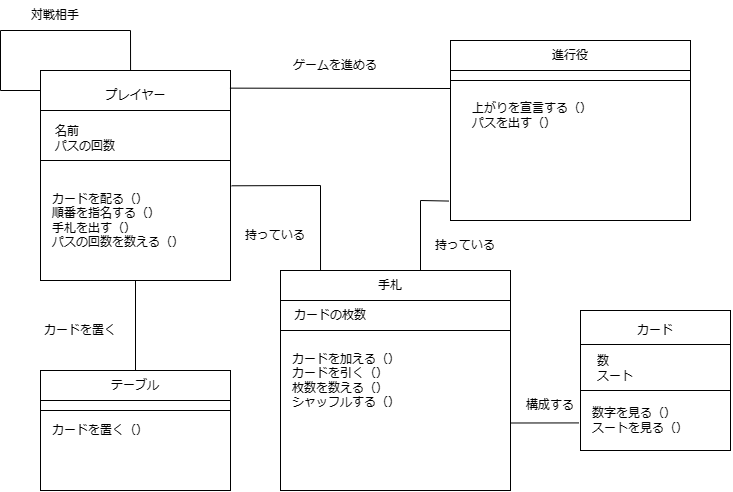 対戦相手
プレイヤー
名前
パスの回数
カードを配る（）
順番を指名する（）
手札を出す（）
パスの回数を数える（）
ゲームを進める
進行役
上がりを宣言する（）
パスを出す（）
持っている
持っている
カードを置く
テーブル
カードを置く（）
手札
カードの枚数
カードを加える（）
カードを引く（）
枚数を数える（）
シャッフルする（）
構成する
カード
数
スート
数字を見る（）
スートを見る（）